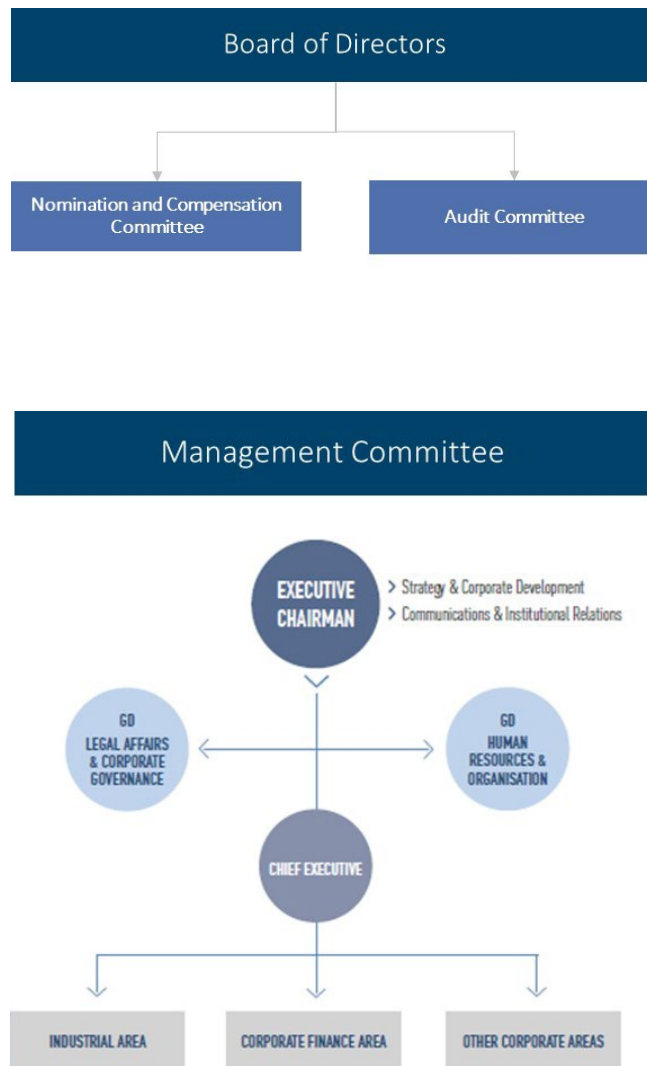 Board of Directors
Nomination and Compensation
Committee
Audit Committee
Management Committee
EXECUTIVE
CHAIRMAN
> Strategy & Corporate Development
> Communications & Institutional Relations
GD
LEGAL AFFAIRS
& CORPORATE
GOVERNANCE
GD
HUMAN
RESOURCES &
ORGANISATION
CHIEF EXECUTIVE
INDUSTRIAL AREA
CORPORATE FINANCE AREA
OTHER CORPORATE AREAS